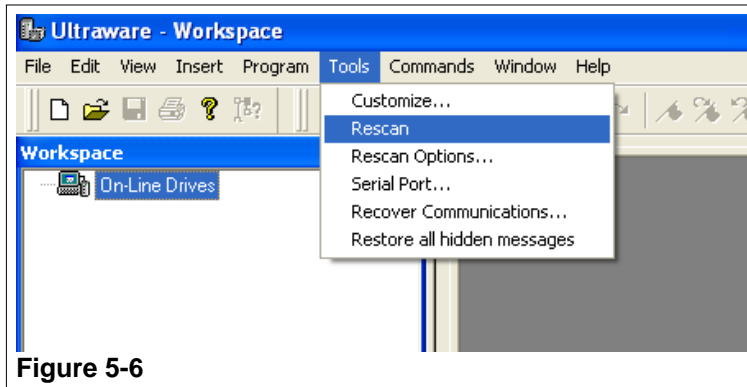 Ultraware - Workspace
File Edit View Insert Program Tools Commands Window Help
Customize...
Rescan
Workspace
Rescan Options...
On-Line Drives
Serial Port...
Recover Communications...
Restore all hidden messages
Figure 5-6